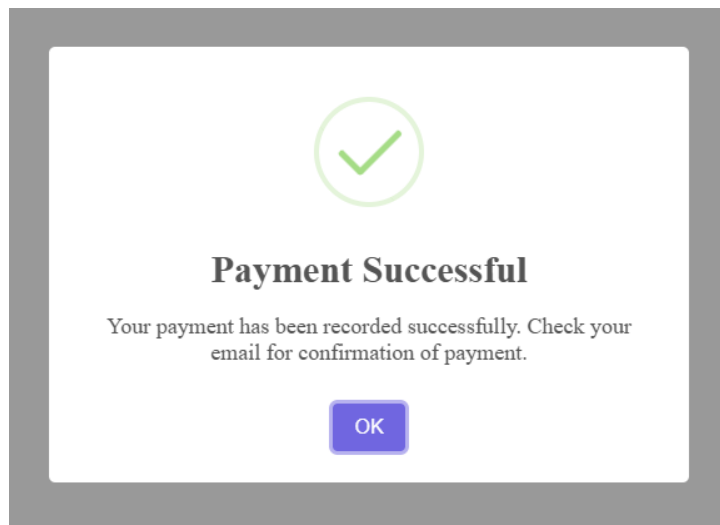 Payment Successful
Your payment has been recorded successfully. Check your
email for confirmation of payment.
OK